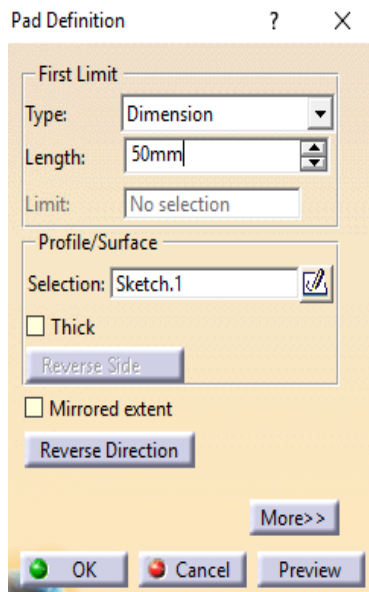 Pad Definition ? ×
First Limit
Type: Dimension
Length: 50mm
Limit: No selection
Profile/Surface
Selection: Sketch.1
Thick
Reverse Side
Mirrored extent
Reverse Direction
More>>
OK Cancel Preview